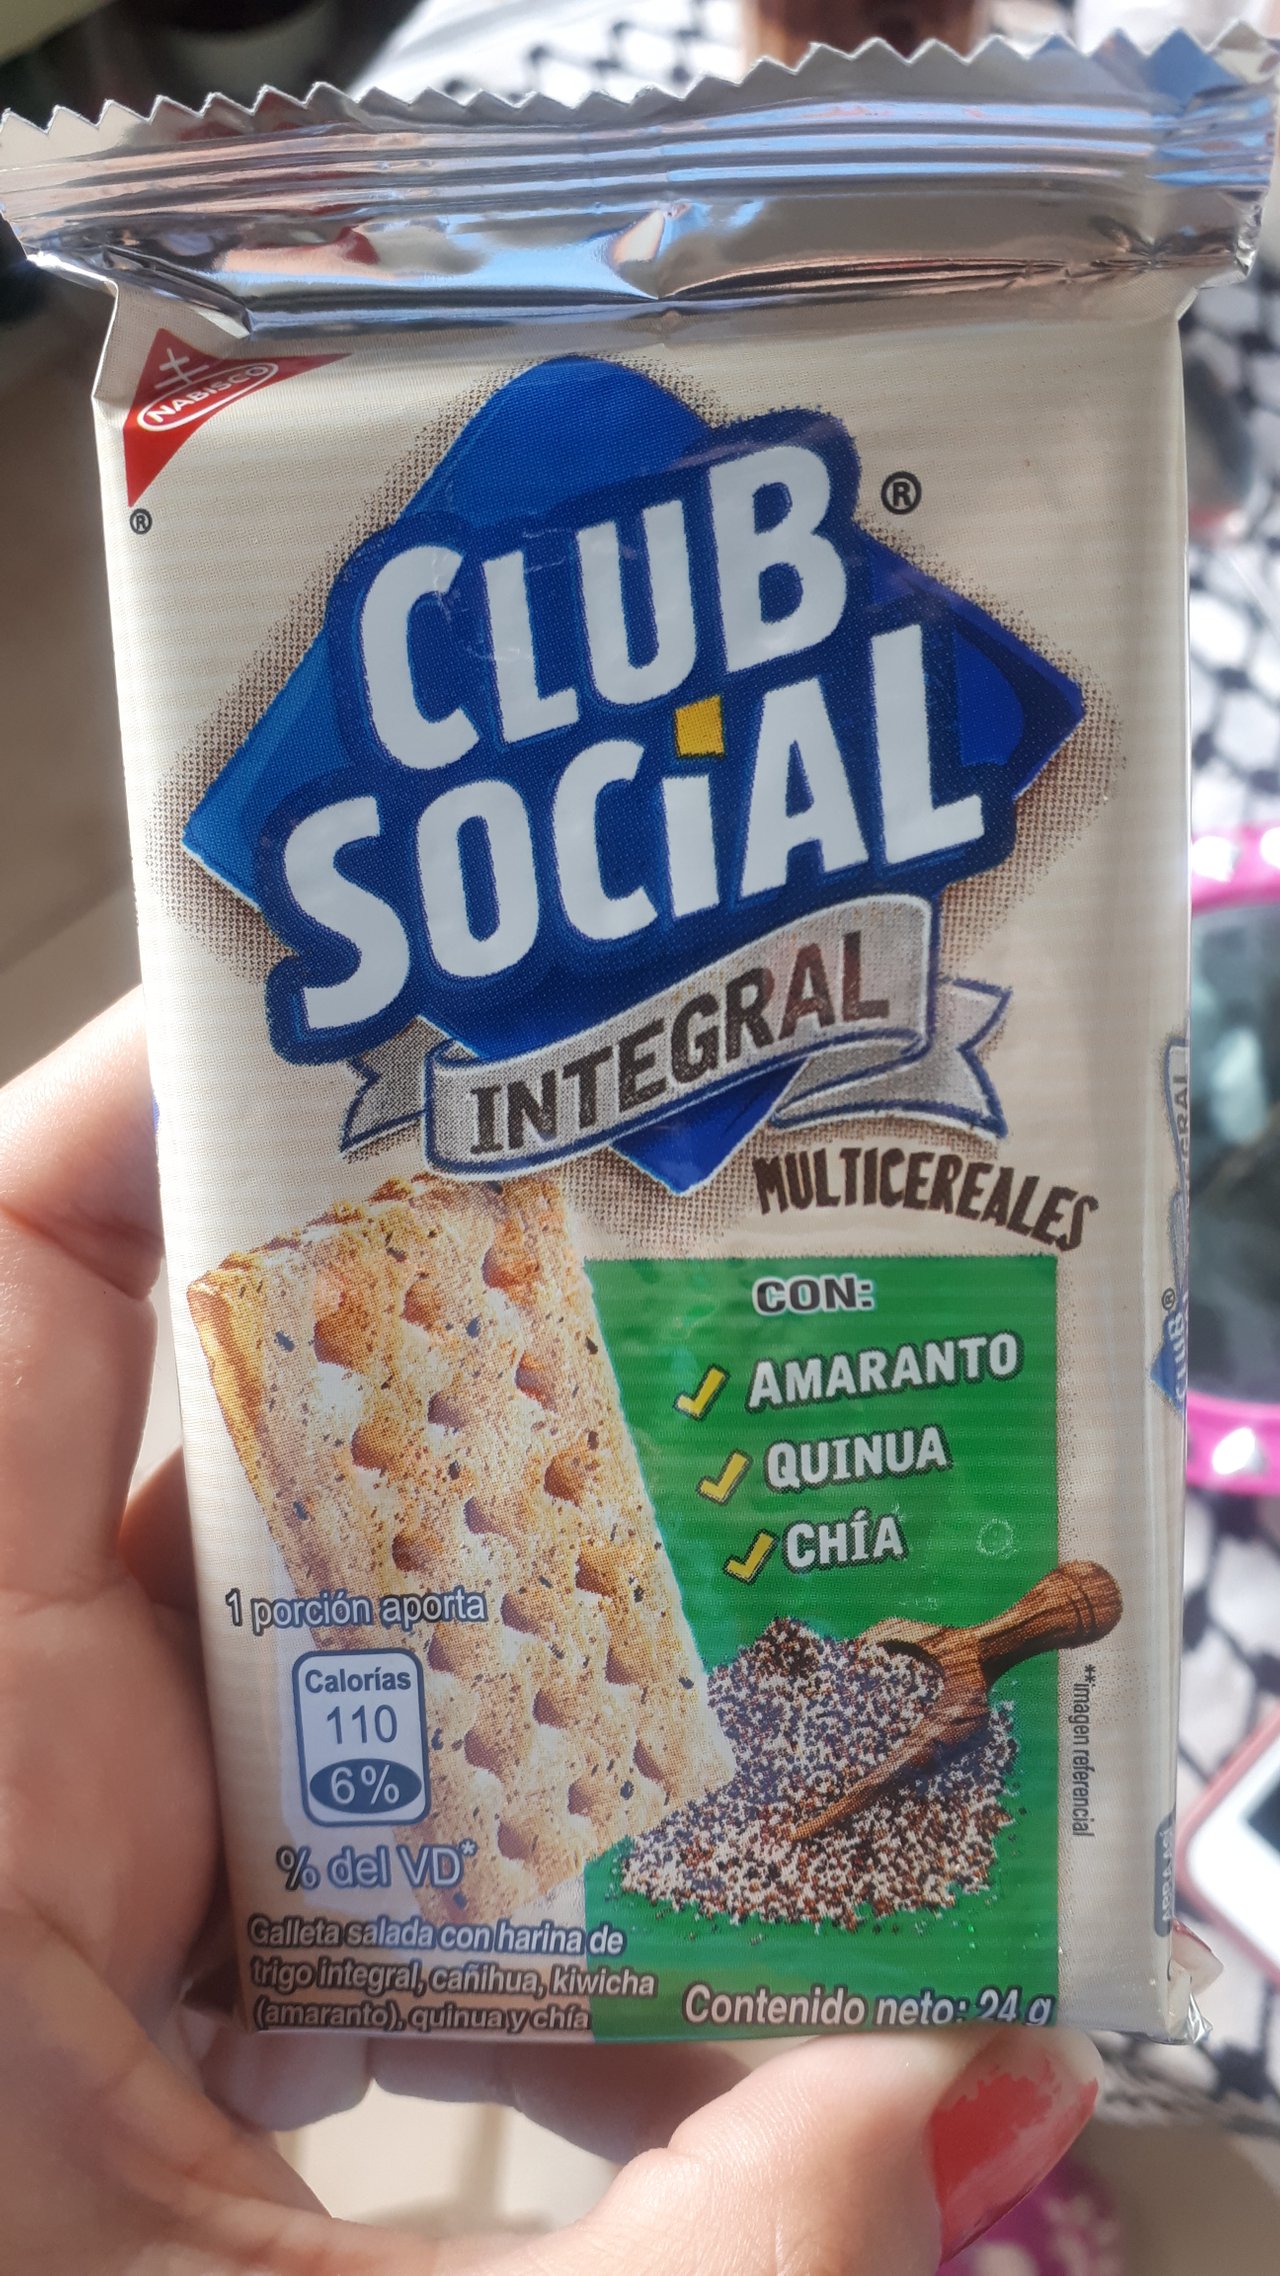 NABISCO
®
CLUB
®
SOCiAL
INTEGRAL
MULTICEREALES
CON:
AMARANTO
QUINUA
CHÍA
1 porción aporta
Calorías
110
6%
% del VD*
**imagen referencial
Galleta salada con harina de
trigo integral, cañihua, kiwicha
(amaranto), quinua y chía
Contenido neto: 24 g